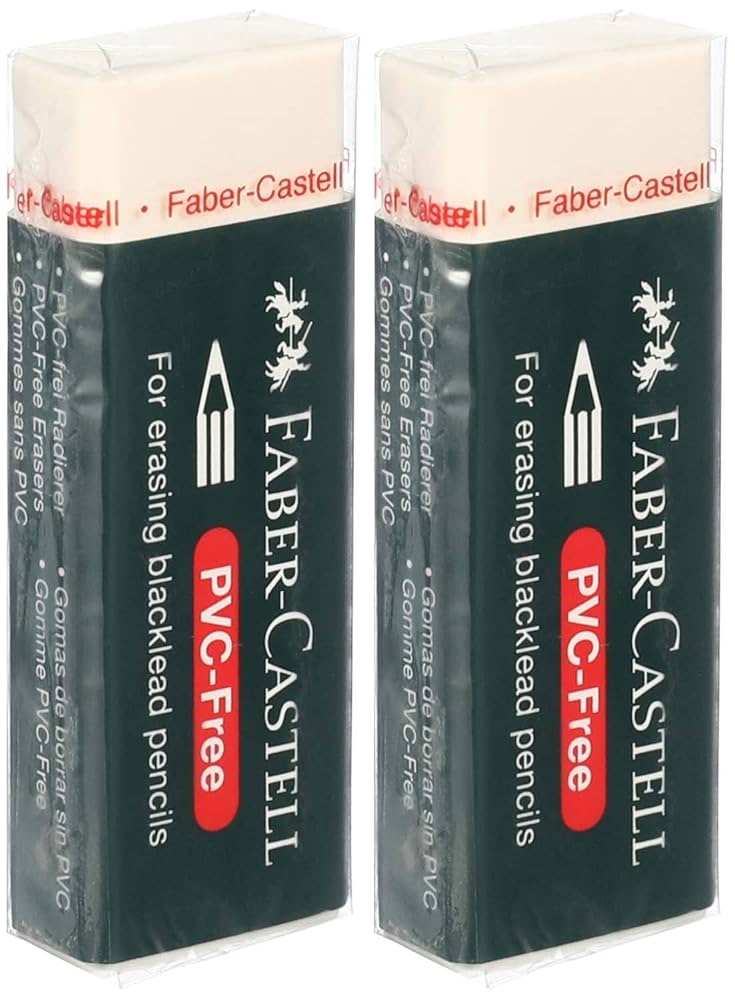 er-Castell • Faber-Castell
FABER-CASTELL
PVC-Free
For erasing blacklead pencils
• PVC-frei Radierer • Gomas de borrar sin PVC
• PVC-Free Erasers • Gomme PVC-Free
• Gommes sans PVC
er-Castell • Faber-Castell
FABER-CASTELL
PVC-Free
For erasing blacklead pencils
• PVC-frei Radierer • Gomas de borrar sin PVC
• PVC-Free Erasers • Gomme PVC-Free
• Gommes sans PVC